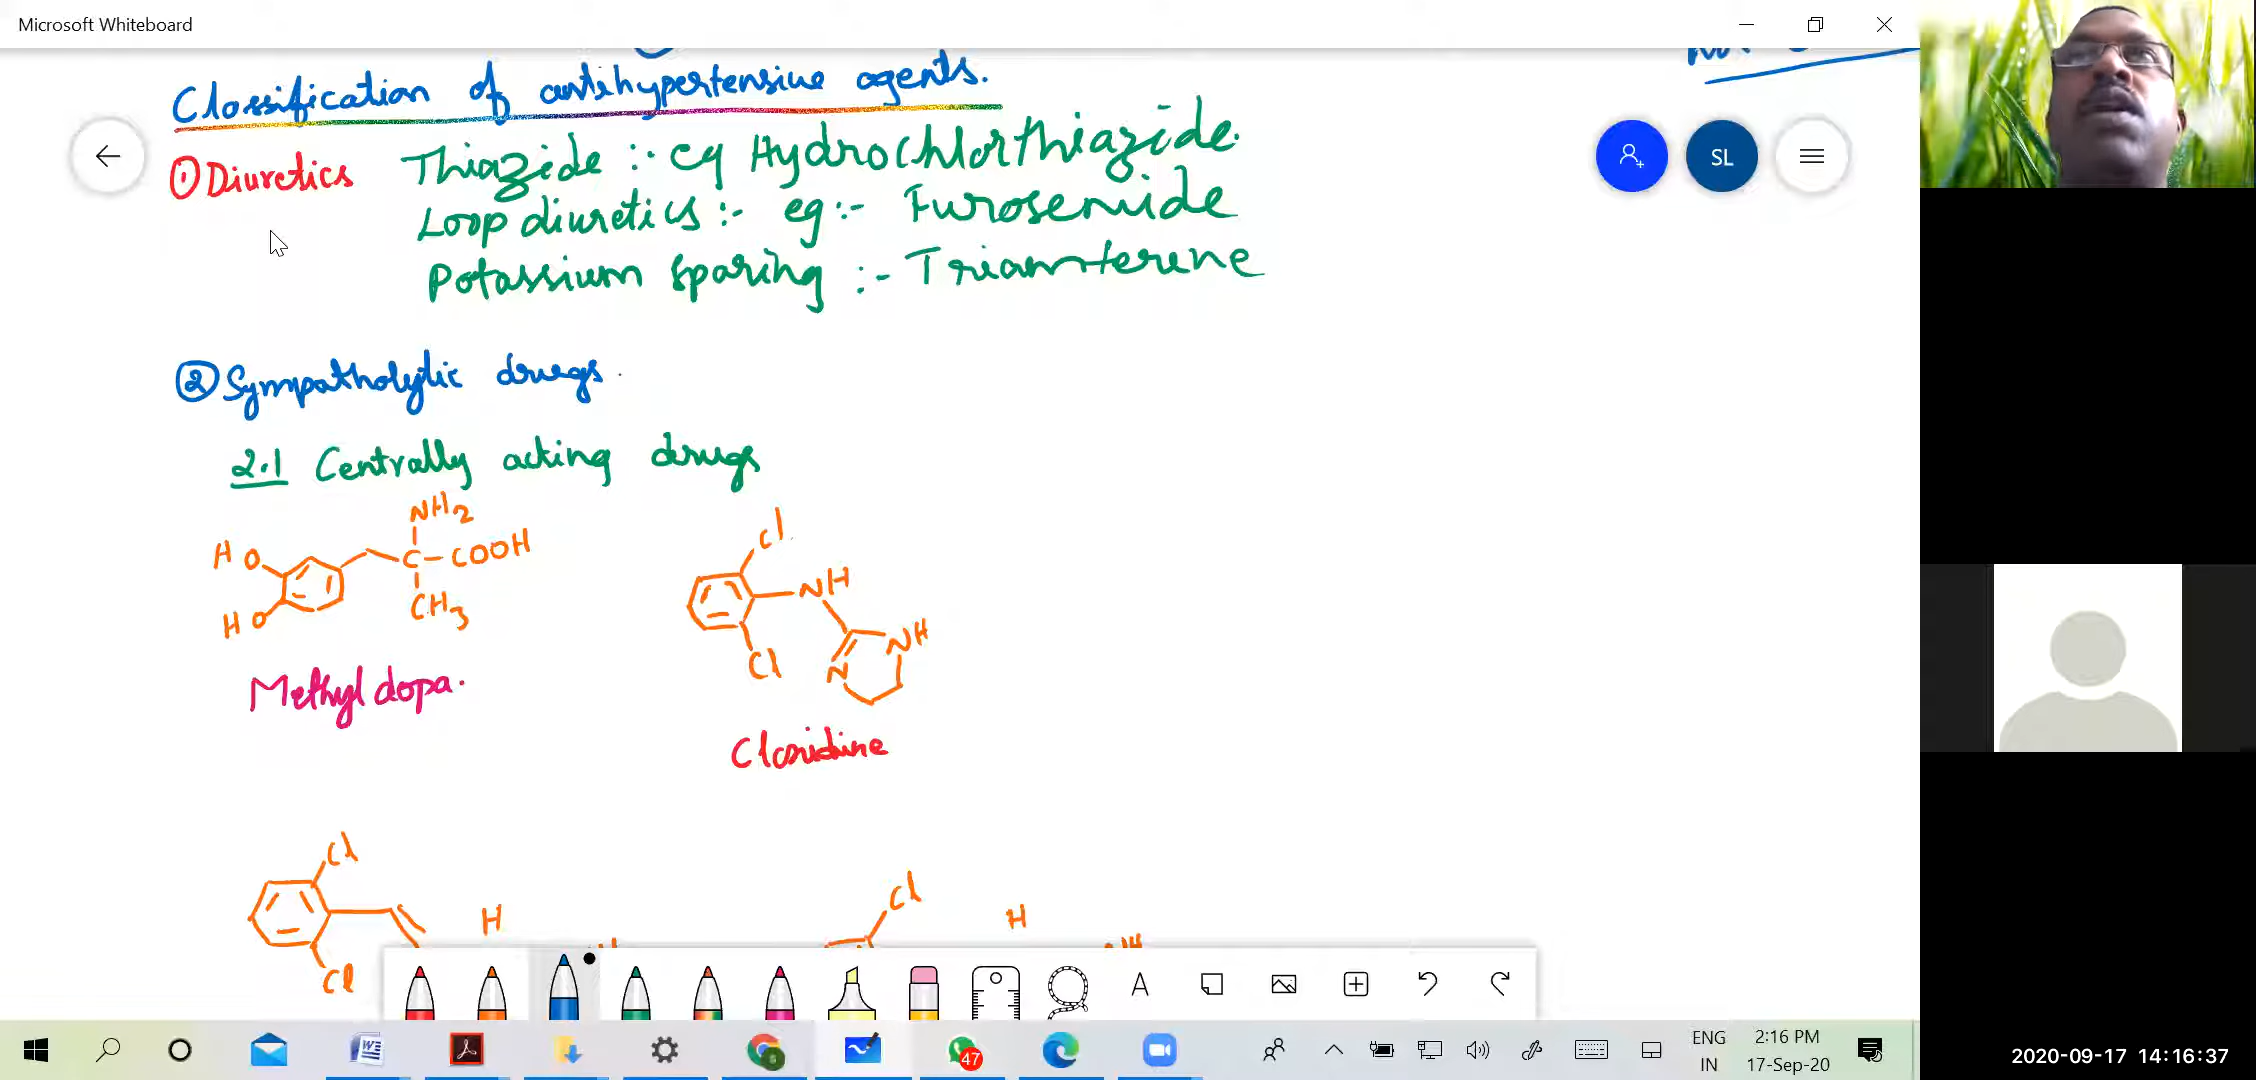 Microsoft Whiteboard
Classification of antihypertensive agents.
① Diuretics
Thiazide :- eg Hydrochlorthiazide.
Loop diuretics :- eg:- Furosemide
Potassium sparing :- Triamterene
SL
② Sympatholytic drugs
2.1 Centrally acting drugs
NH2
HO
C-COOH
HO
CH3
Methyldopa.
Cl
NH
NH
N
Cl
Clonidine
Cl
H
Cl
Cl
H
A
47
ENG
IN
2:16 PM
17-Sep-20
2020-09-17 14:16:37